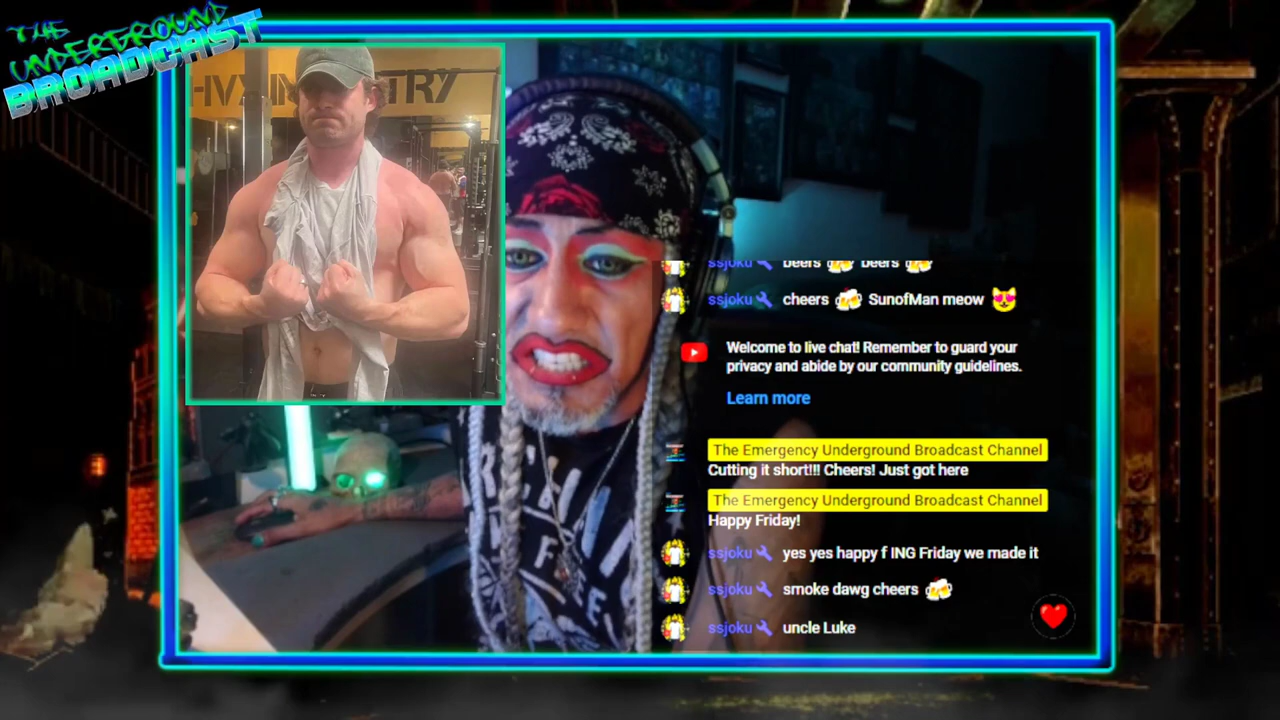 THE
UNDERGROUND
BROADCAST
ssjoku beers beers
ssjoku cheers SunofMan meow
Welcome to live chat! Remember to guard your
privacy and abide by our community guidelines.
Learn more
The Emergency Underground Broadcast Channel
Cutting it short!!! Cheers! Just got here
The Emergency Underground Broadcast Channel
Happy Friday!
ssjoku yes yes happy f ING Friday we made it
ssjoku smoke dawg cheers
ssjoku uncle Luke